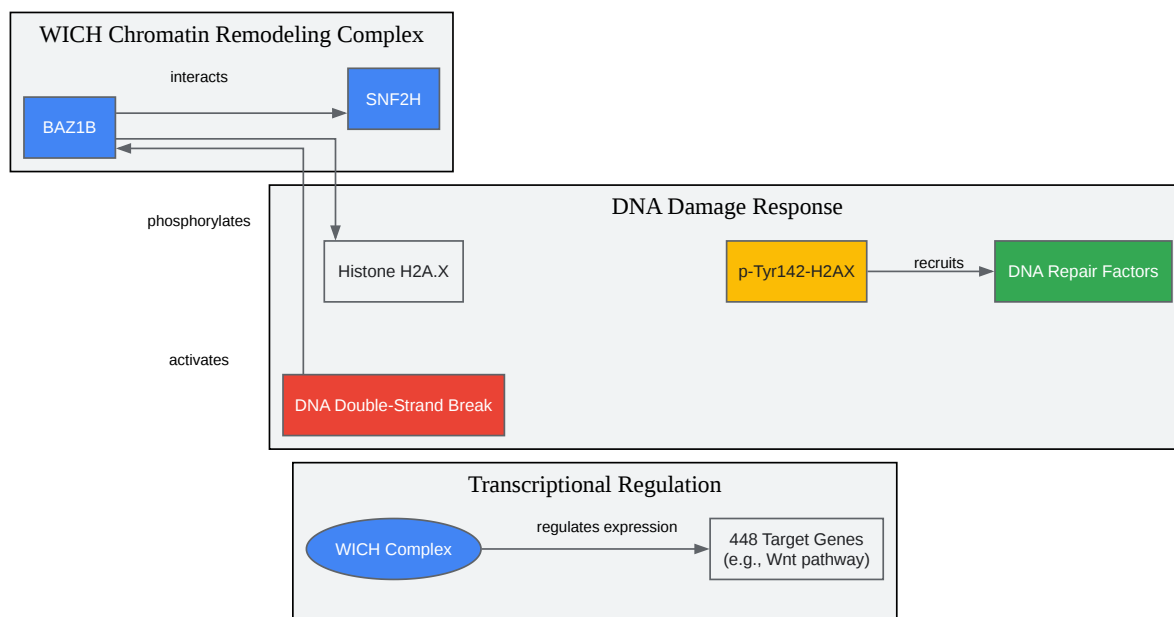 WICH Chromatin Remodeling Complex
interacts
SNF2H
BAZ1B
phosphorylates
DNA Damage Response
Histone H2A.X
p-Tyr142-H2AX
recruits
DNA Repair Factors
activates
DNA Double-Strand Break
Transcriptional Regulation
WICH Complex
regulates expression
448 Target Genes
(e.g., Wnt pathway)